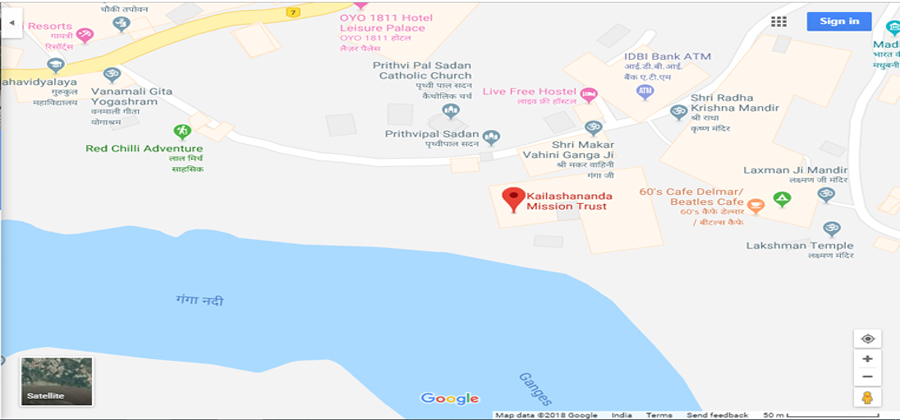 चौकी तपोवन
Resorts
गायत्री
रिसॉर्ट्स
OYO 1811 Hotel
Leisure Palace
OYO 1811 होटल
लैज़र पैलेस
7
Sign in
IDBI Bank ATM
आई.डी.बी.आई.
बैंक ए.टी.एम
ATM
Madh
भारत के
मधुबनी
Prithvi Pal Sadan
Catholic Church
पृथ्वी पाल सदन
कैथोलिक चर्च
ahavidyalaya
गुरुकुल
महाविद्यालय
Vanamali Gita
Yogashram
वनमाली गीता
योगाश्रम
Live Free Hostel
लाइव फ्री हॉस्टल
Shri Radha
Krishna Mandir
श्री राधा
कृष्ण मंदिर
Red Chilli Adventure
लाल मिर्च
साहसिक
Prithvipal Sadan
पृथ्वीपाल सदन
Shri Makar
Vahini Ganga Ji
श्री मकर वाहिनी
गंगा जी
Laxman Ji Mandir
लक्ष्मण जी मंदिर
Kailashananda
Mission Trust
60's Cafe Delmar/
Beatles Cafe
60's कैफे डेल्मार
/ बीटल्स कैफे
Lakshman Temple
लक्ष्मण मंदिर
गंगा नदी
Ganges
Satellite
Google
Map data ©2018 Google India Terms Send feedback 50 m